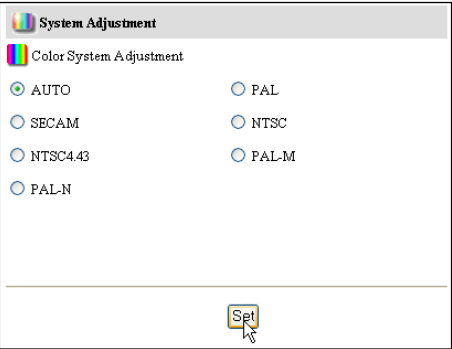 System Adjustment
Color System Adjustment
AUTO PAL
SECAM NTSC
NTSC4.43 PAL-M
PAL-N
Set